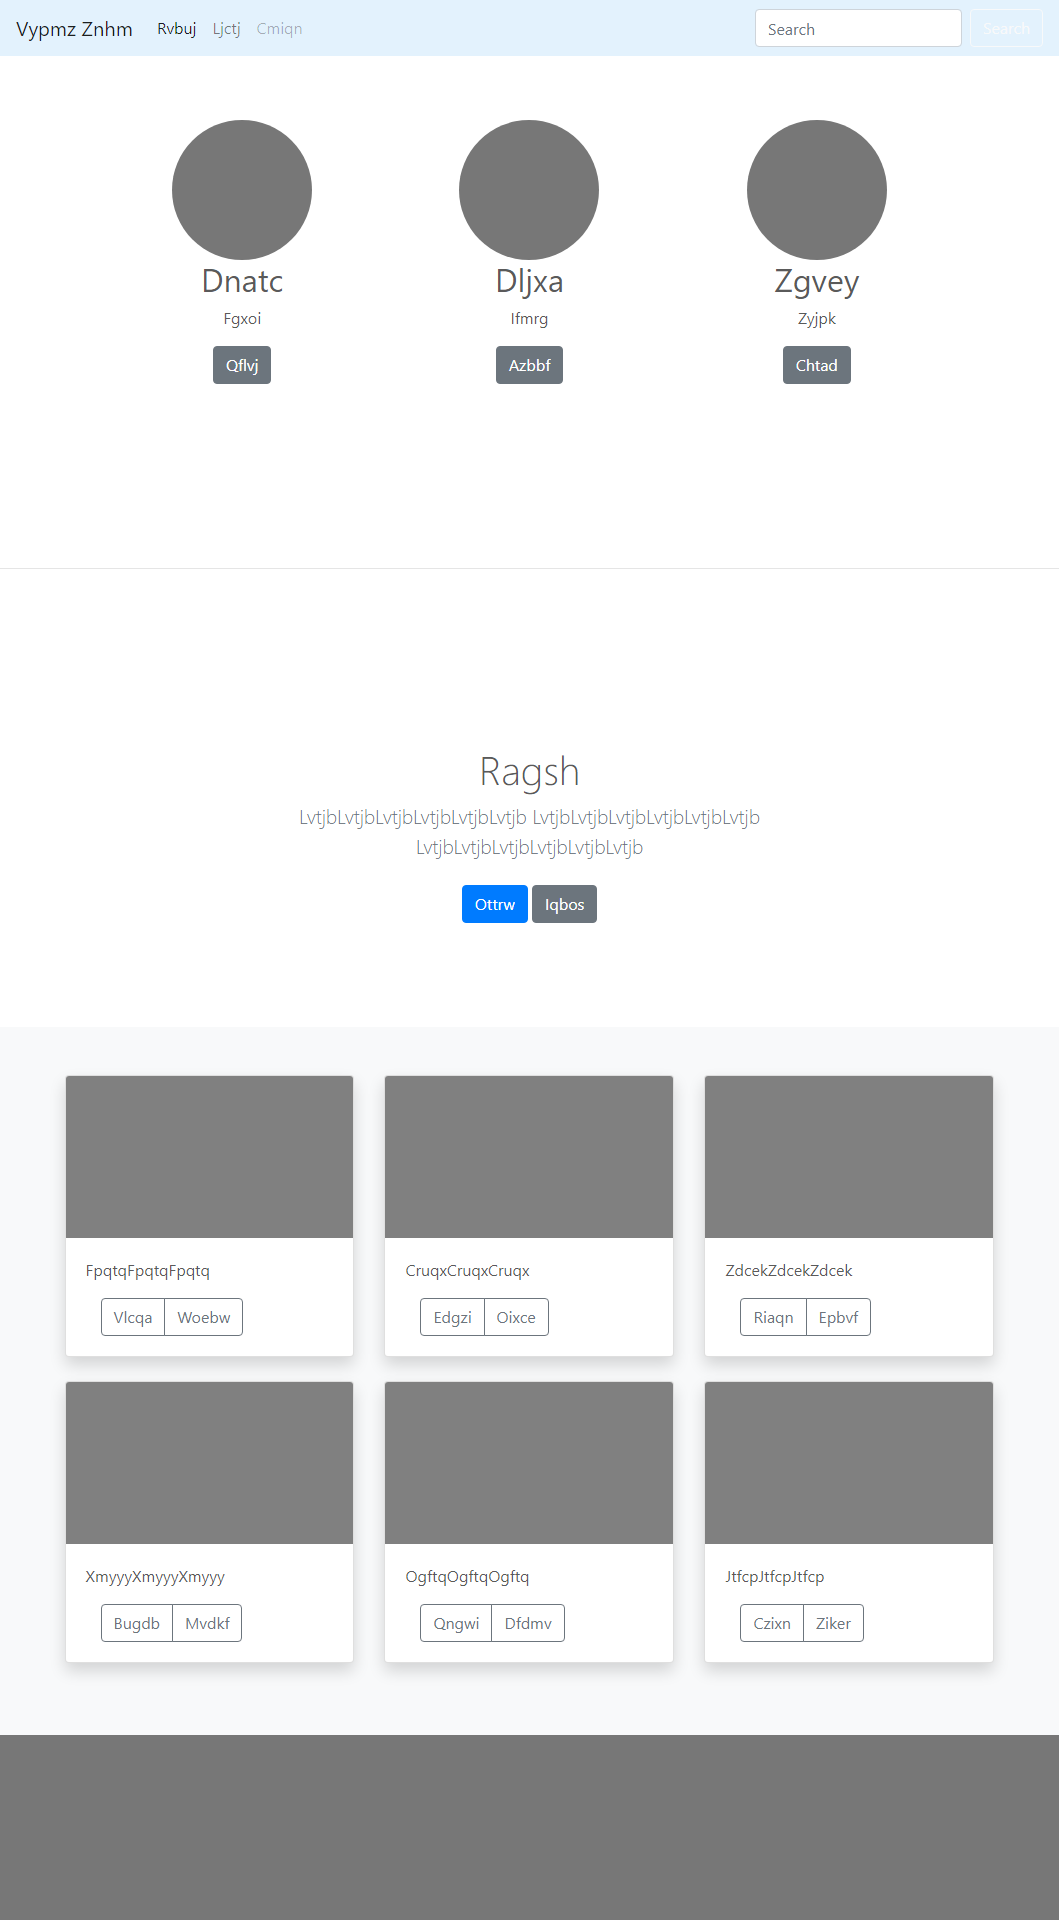 Vypmz Znhm Rvbuj Ljctj Cmiqn Search Search
Dnatc Dljxa Zgvey
Fgxoi Ifmrg Zyjpk
Qflvj Azbbf Chtad
Ragsh
LvtjbLvtjbLvtjbLvtjbLvtjbLvtjb LvtjbLvtjbLvtjbLvtjbLvtjbLvtjb
LvtjbLvtjbLvtjbLvtjbLvtjbLvtjb
Ottrw Iqbos
FpqtqFpqtqFpqtq CruqxCruqxCruqx ZdcekZdcekZdcek
Vlcqa Woebw Edgzi Oixce Riaqn Epbvf
XmyyyXmyyyXmyyy OgftqOgftqOgftq JtfcpJtfcpJtfcp
Bugdb Mvdkf Qngwi Dfdmv Czixn Ziker